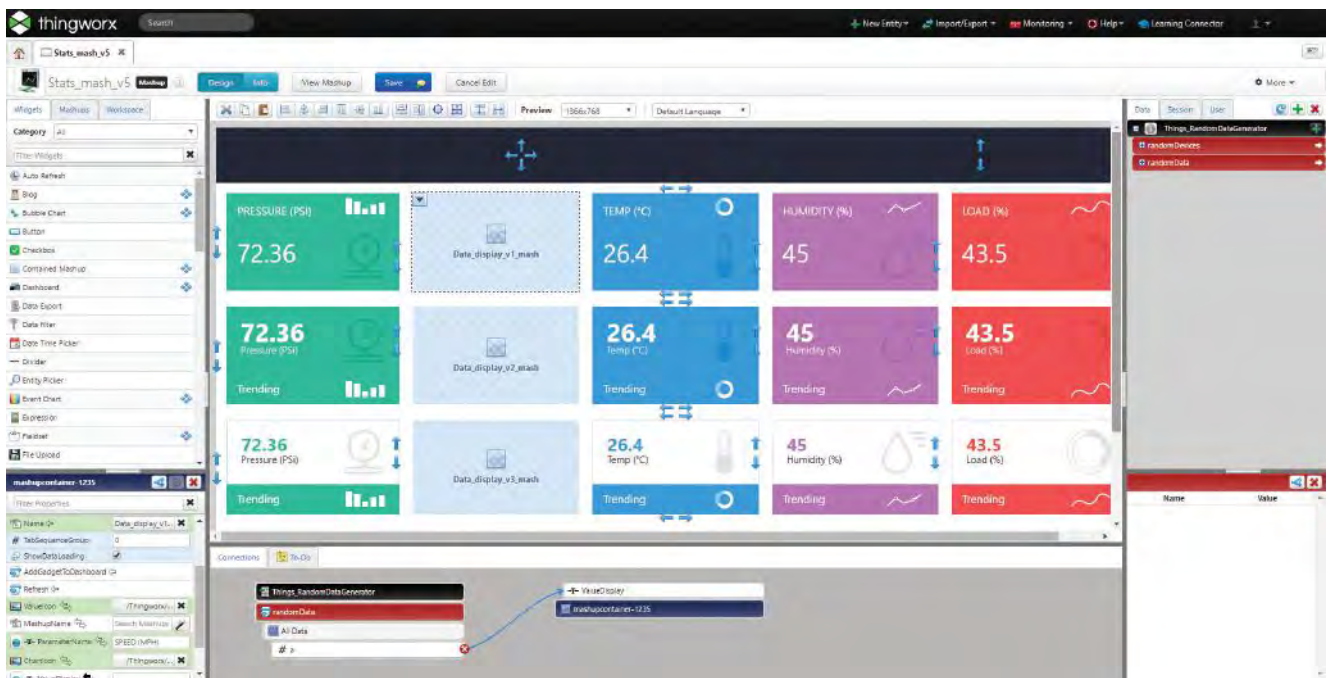 thingworx
Search
New Entity
Import/Export
Monitoring
Help
Learning Connector
Stats_mash_v5
Stats_mash_v5 Mashup
Design Info
View Mashup
Save
Cancel Edit
More
Widgets Mashups Workspace
Category All
Filter Widgets
Auto Refresh
Blog
Bubble Chart
Button
Checkbox
Contained Mashup
Dashboard
Data Export
Data Filter
Date Time Picker
Divider
Entity Picker
Event Chart
Expression
Fieldset
File Upload
mashupcontainer-1235
Filter Properties
Name Data_display_v1...
TabSequenceGroup 0
ShowDataLoading
AddGadgetToDashboard
Refresh
ValueIcon /Thingworx/...
MashupName Search Mashups
ParameterName SPEED (MPH)
ChartIcon /Thingworx/...
Preview 1366x768 Default Language
PRESSURE (PSI)
72.36
Data_display_v1_mash
TEMP (°C)
26.4
HUMIDITY (%)
45
LOAD (%)
43.5
72.36
Pressure (PSI)
Trending
Data_display_v2_mash
26.4
Temp (°C)
Trending
45
Humidity (%)
Trending
43.5
Load (%)
Trending
72.36
Pressure (PSI)
Trending
Data_display_v3_mash
26.4
Temp (°C)
Trending
45
Humidity (%)
Trending
43.5
Load (%)
Trending
Connections To-Do
Things_RandomDataGenerator
randomData
All Data
ValueDisplay
mashupcontainer-1235
Data Session User
Things_RandomDataGenerator
randomDevices
randomData
Name Value